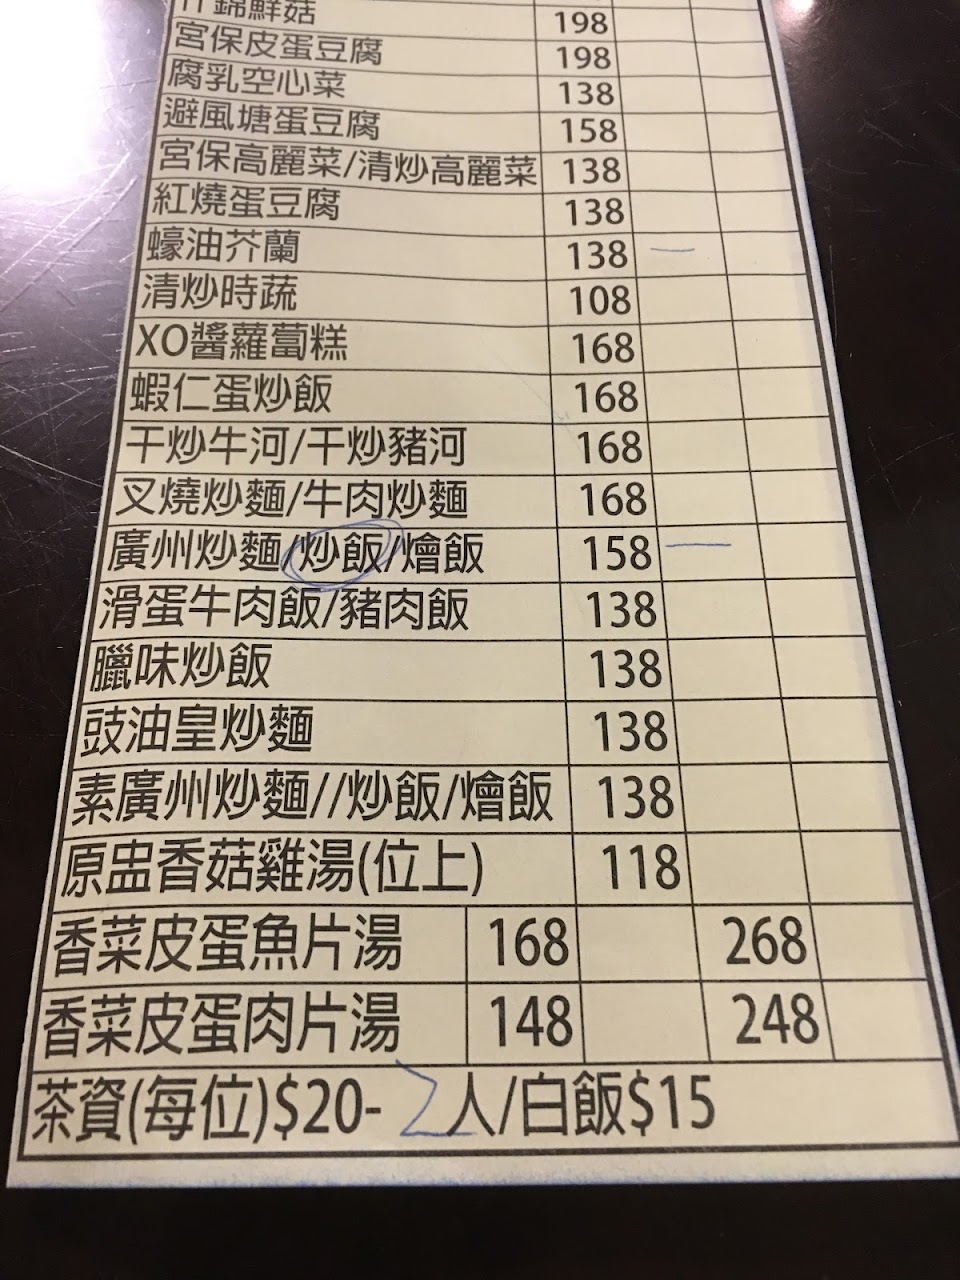 什錦鮮菇 198
宮保皮蛋豆腐 198
腐乳空心菜 138
避風塘蛋豆腐 158
宮保高麗菜/清炒高麗菜 138
紅燒蛋豆腐 138
蠔油芥蘭 138 一
清炒時蔬 108
XO醬蘿蔔糕 168
蝦仁蛋炒飯 168
干炒牛河/干炒豬河 168
叉燒炒麵/牛肉炒麵 168
廣州炒麵/炒飯/燴飯 158 一
滑蛋牛肉飯/豬肉飯 138
臘味炒飯 138
豉油皇炒麵 138
素廣州炒麵//炒飯/燴飯 138
原盅香菇雞湯(位上) 118
香菜皮蛋魚片湯 168 268
香菜皮蛋肉片湯 148 248
茶資(每位)$20- 2人/白飯$15